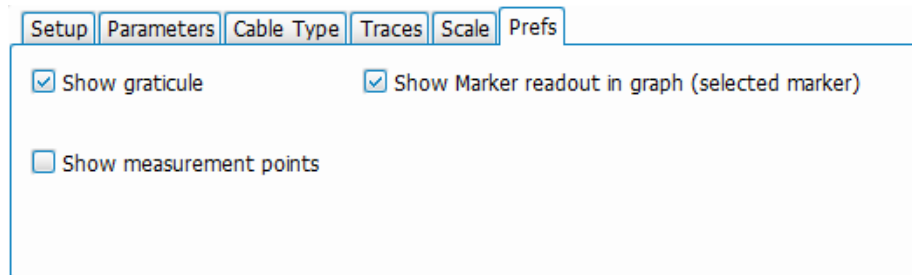 Setup Parameters Cable Type Traces Scale Prefs
Show graticule Show Marker readout in graph (selected marker)
Show measurement points